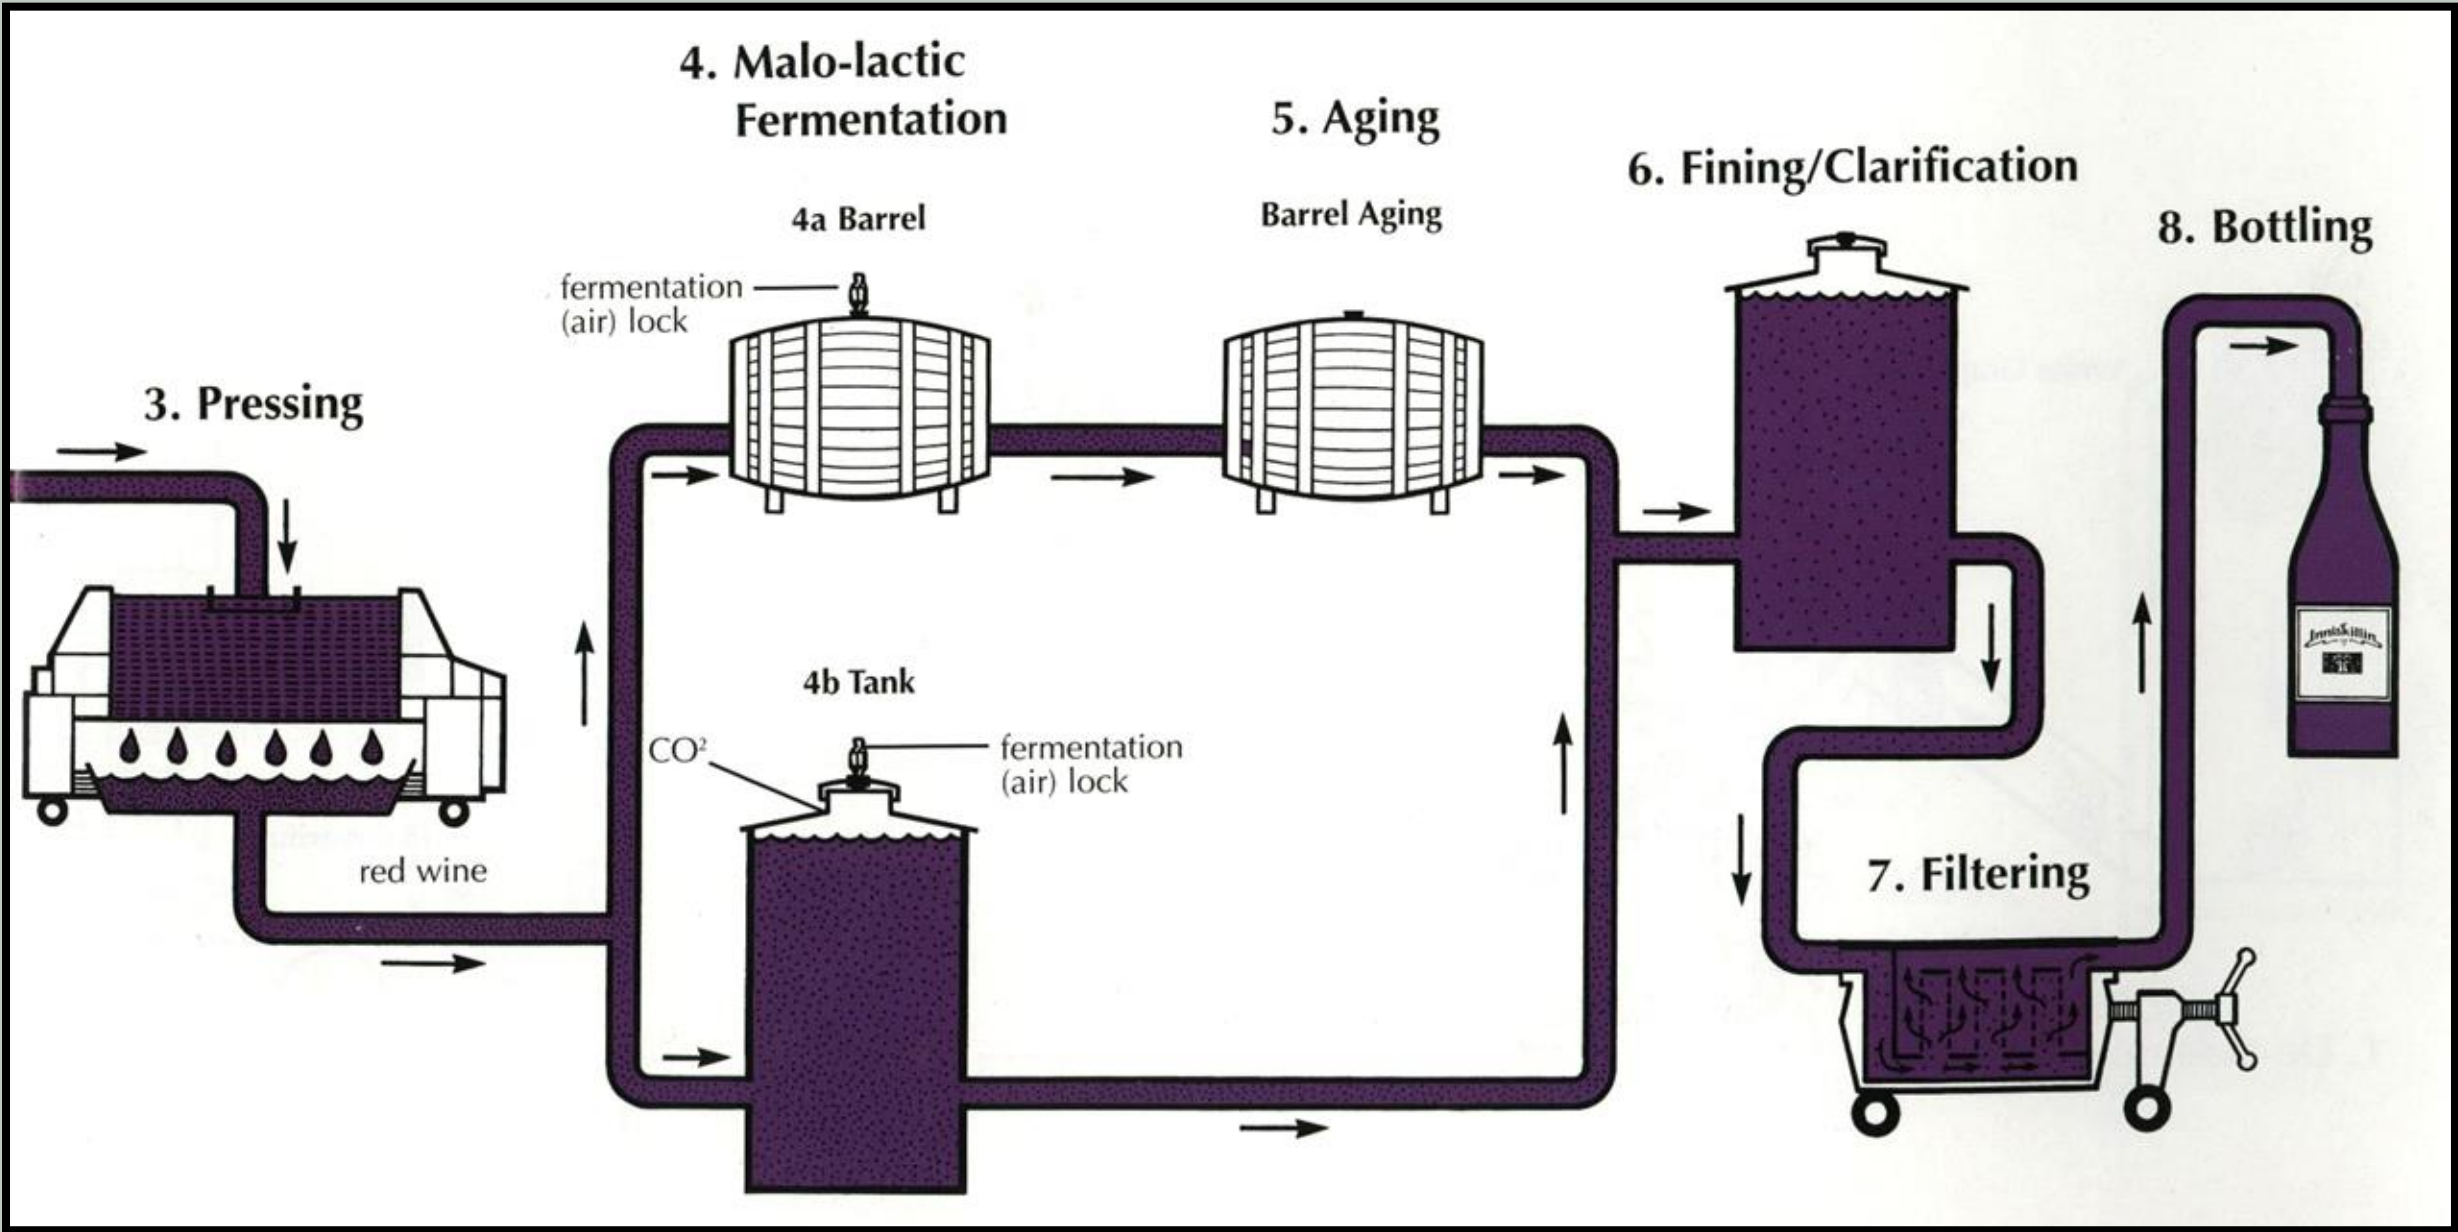 3. Pressing
red wine
4. Malo-lactic
Fermentation
4a Barrel
fermentation
(air) lock
4b Tank
CO²
fermentation
(air) lock
5. Aging
Barrel Aging
6. Fining/Clarification
7. Filtering
8. Bottling
Inniskillin